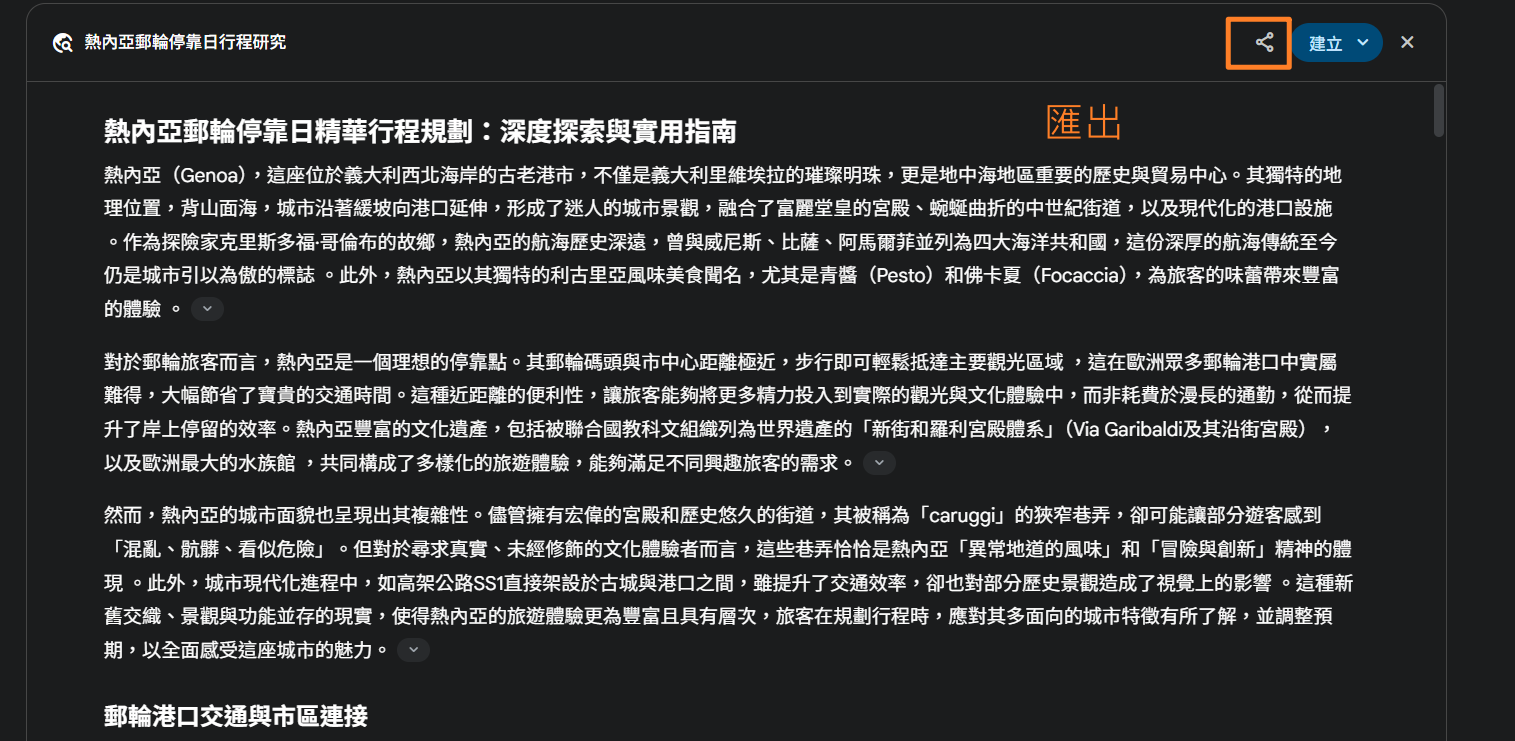 熱內亞郵輪停靠日行程研究
建立
匯出
熱內亞郵輪停靠日精華行程規劃：深度探索與實用指南
熱內亞（Genoa），這座位於義大利西北海岸的古老港市，不僅是義大利里維埃拉的璀璨明珠，更是地中海地區重要的歷史與貿易中心。其獨特的地
理位置，背山面海，城市沿著緩坡向港口延伸，形成了迷人的城市景觀，融合了富麗堂皇的宮殿、蜿蜒曲折的中世紀街道，以及現代化的港口設施
。作為探險家克里斯多福·哥倫布的故鄉，熱內亞的航海歷史深遠，曾與威尼斯、比薩、阿馬爾菲並列為四大海洋共和國，這份深厚的航海傳統至今
仍是城市引以為傲的標誌 。此外，熱內亞以其獨特的利古里亞風味美食聞名，尤其是青醬（Pesto）和佛卡夏（Focaccia），為旅客的味蕾帶來豐富
的體驗 。
對於郵輪旅客而言，熱內亞是一個理想的停靠點。其郵輪碼頭與市中心距離極近，步行即可輕鬆抵達主要觀光區域 ，這在歐洲眾多郵輪港口中實屬
難得，大幅節省了寶貴的交通時間。這種近距離的便利性，讓旅客能夠將更多精力投入到實際的觀光與文化體驗中，而非耗費於漫長的通勤，從而提
升了岸上停留的效率。熱內亞豐富的文化遺產，包括被聯合國教科文組織列為世界遺產的「新街和羅利宮殿體系」（Via Garibaldi及其沿街宮殿） ，
以及歐洲最大的水族館 ，共同構成了多樣化的旅遊體驗，能夠滿足不同興趣旅客的需求。
然而，熱內亞的城市面貌也呈現出其複雜性。儘管擁有宏偉的宮殿和歷史悠久的街道，其被稱為「caruggi」的狹窄巷弄，卻可能讓部分遊客感到
「混亂、骯髒、看似危險」。但對於尋求真實、未經修飾的文化體驗者而言，這些巷弄恰恰是熱內亞「異常地道的風味」和「冒險與創新」精神的體
現 。此外，城市現代化進程中，如高架公路SS1直接架設於古城與港口之間，雖提升了交通效率，卻也對部分歷史景觀造成了視覺上的影響 。這種新
舊交織、景觀與功能並存的現實，使得熱內亞的旅遊體驗更為豐富且具有層次，旅客在規劃行程時，應對其多面向的城市特徵有所了解，並調整預
期，以全面感受這座城市的魅力。
郵輪港口交通與市區連接